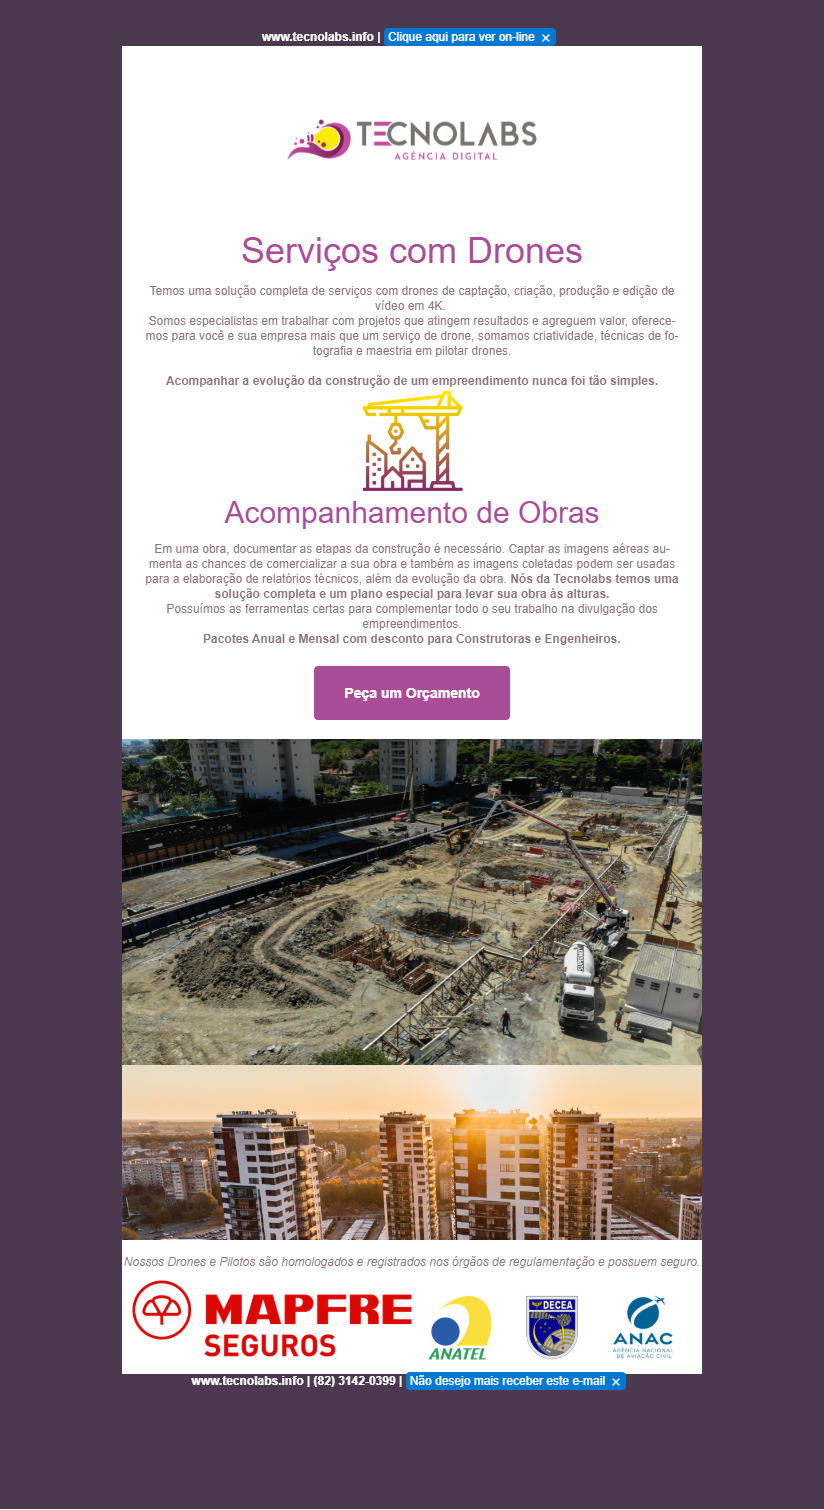 www.tecnolabs.info | Clique aqui para ver on-line ×
TECNOLABS
AGÊNCIA DIGITAL
Serviços com Drones
Temos uma solução completa de serviços com drones de captação, criação, produção e edição de
vídeo em 4K.
Somos especialistas em trabalhar com projetos que atingem resultados e agreguem valor, oferece-
mos para você e sua empresa mais que um serviço de drone, somamos criatividade, técnicas de fo-
tografia e maestria em pilotar drones.
Acompanhar a evolução da construção de um empreendimento nunca foi tão simples.
Acompanhamento de Obras
Em uma obra, documentar as etapas da construção é necessário. Captar as imagens aéreas au-
menta as chances de comercializar a sua obra e também as imagens coletadas podem ser usadas
para a elaboração de relatórios técnicos, além da evolução da obra. Nós da Tecnolabs temos uma
solução completa e um plano especial para levar sua obra às alturas.
Possuímos as ferramentas certas para complementar todo o seu trabalho na divulgação dos
empreendimentos.
Pacotes Anual e Mensal com desconto para Construtoras e Engenheiros.
Peça um Orçamento
Nossos Drones e Pilotos são homologados e registrados nos órgãos de regulamentação e possuem seguro.
MAPFRE
SEGUROS
ANATEL
DECEA
ANAC
AGÊNCIA NACIONAL
DE AVIAÇÃO CIVIL
www.tecnolabs.info | (82) 3142-0399 | Não desejo mais receber este e-mail ×